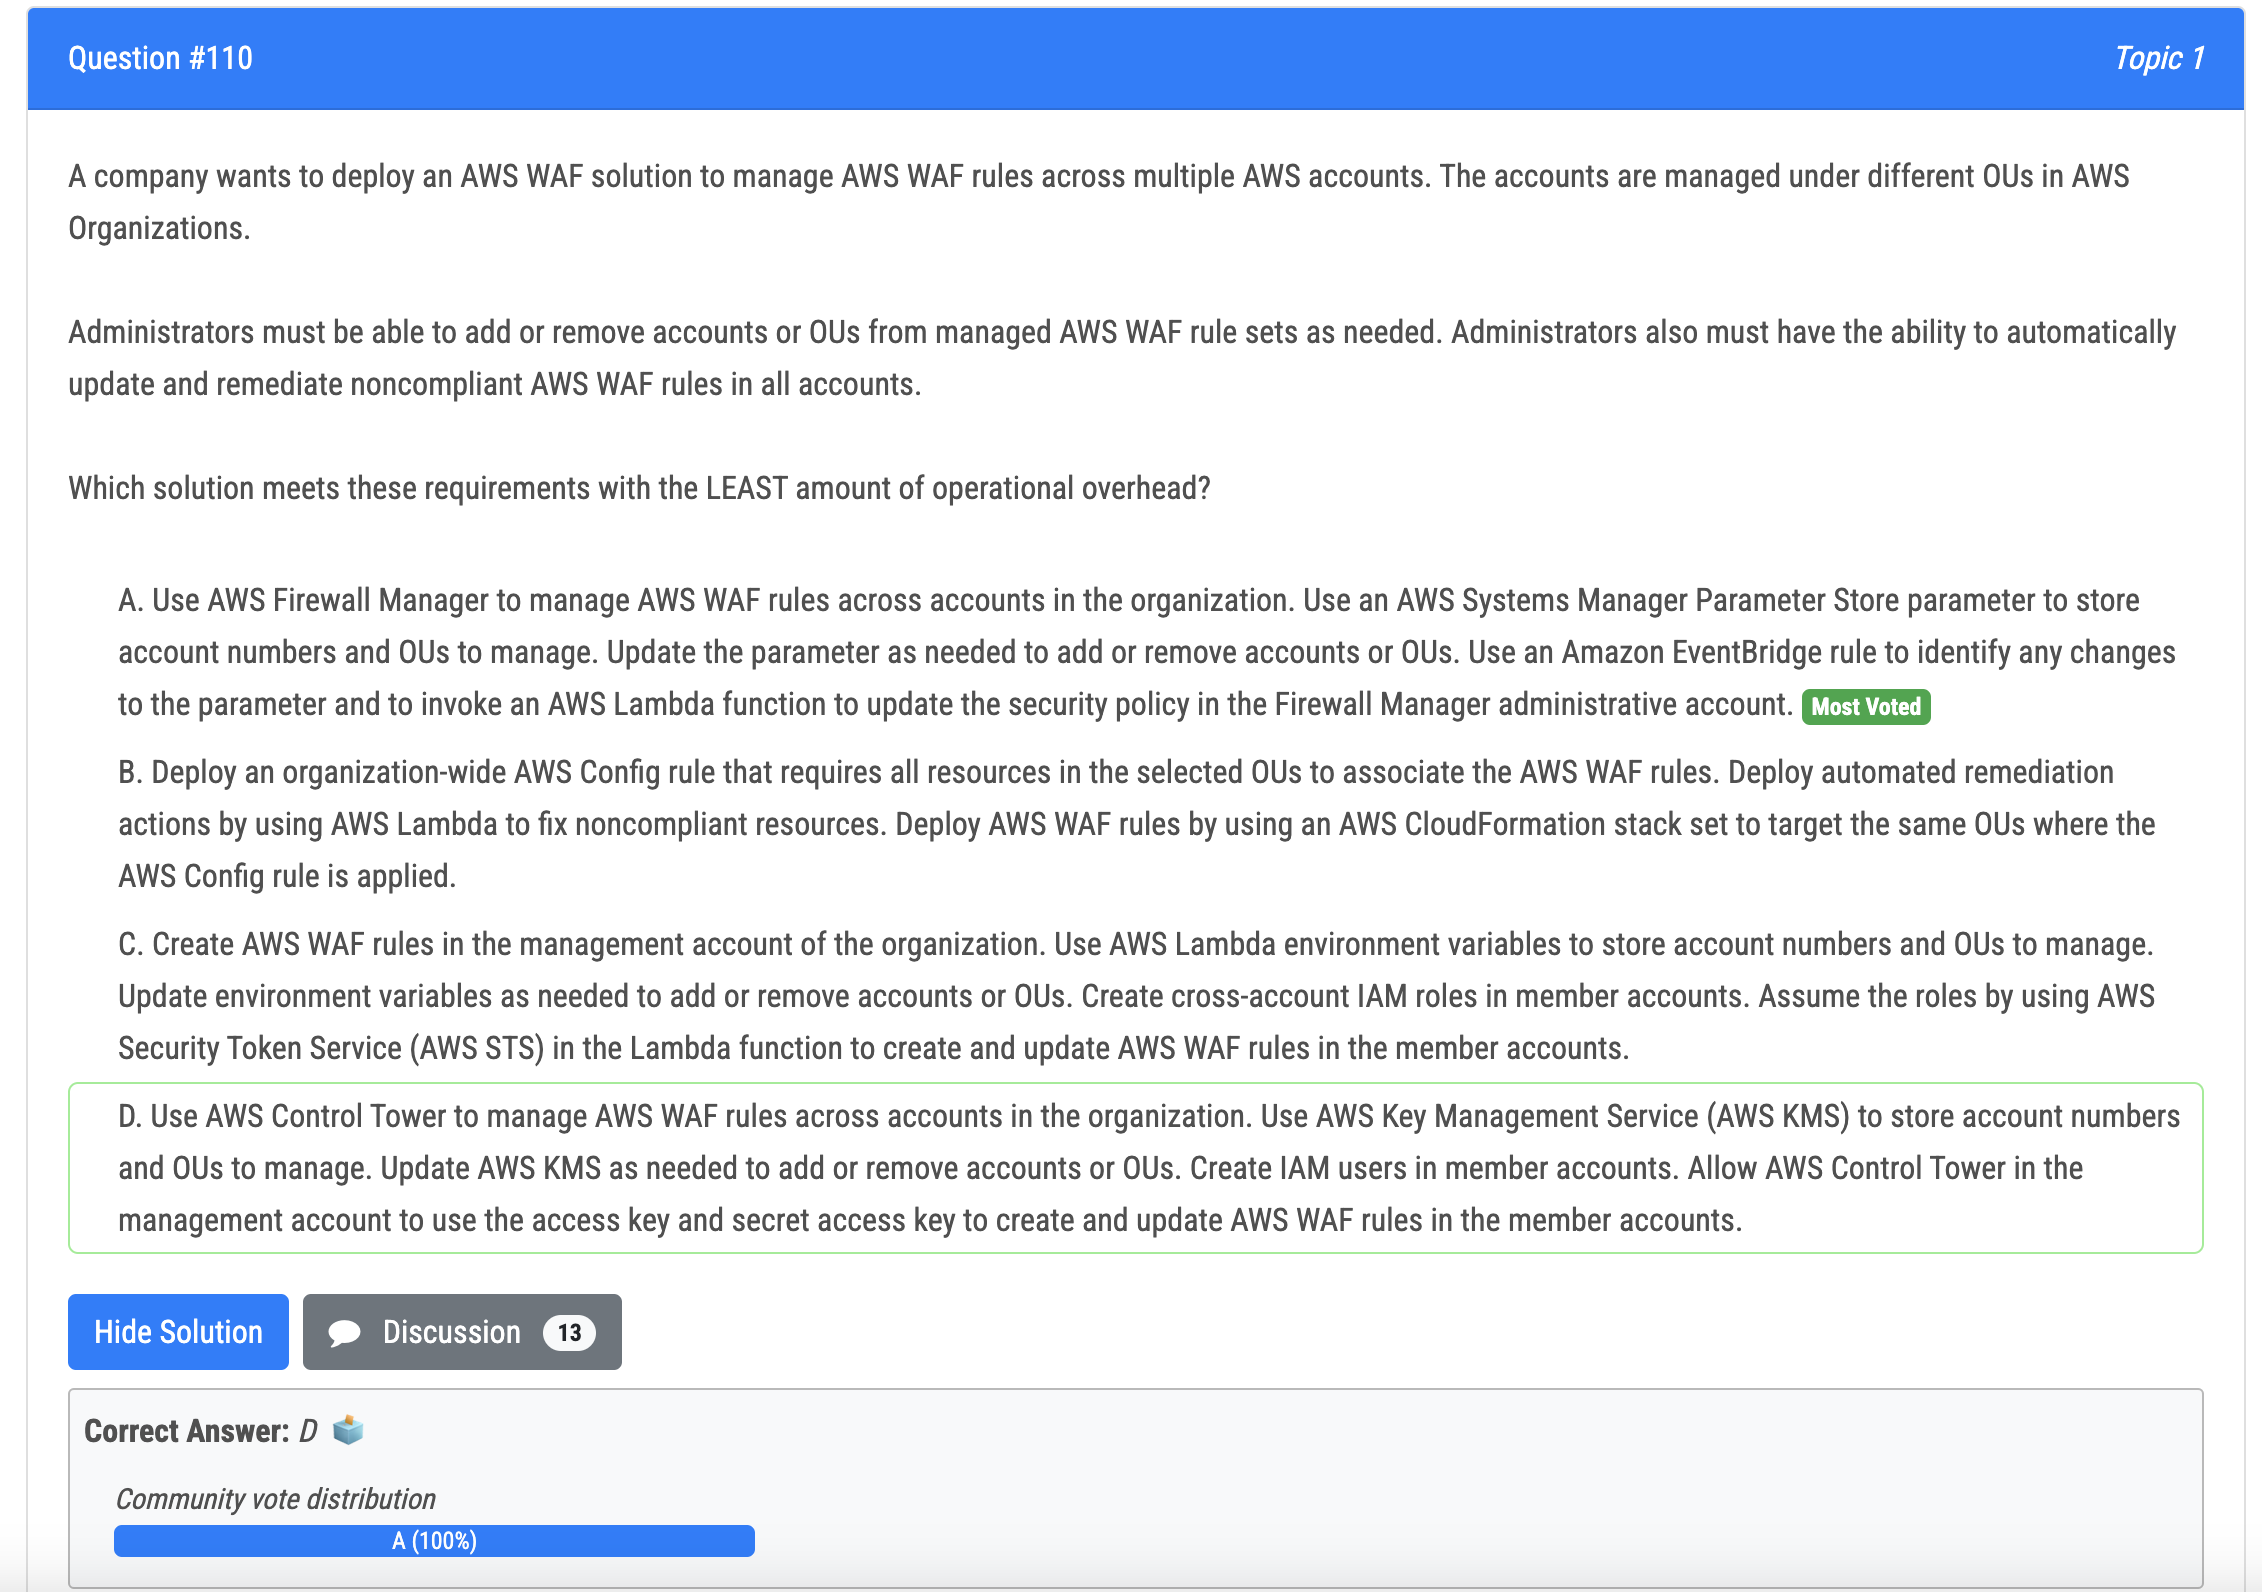 Question #110
Topic 1
A company wants to deploy an AWS WAF solution to manage AWS WAF rules across multiple AWS accounts. The accounts are managed under different OUs in AWS
Organizations.
Administrators must be able to add or remove accounts or OUs from managed AWS WAF rule sets as needed. Administrators also must have the ability to automatically
update and remediate noncompliant AWS WAF rules in all accounts.
Which solution meets these requirements with the LEAST amount of operational overhead?
A. Use AWS Firewall Manager to manage AWS WAF rules across accounts in the organization. Use an AWS Systems Manager Parameter Store parameter to store
account numbers and OUs to manage. Update the parameter as needed to add or remove accounts or OUs. Use an Amazon EventBridge rule to identify any changes
to the parameter and to invoke an AWS Lambda function to update the security policy in the Firewall Manager administrative account. Most Voted
B. Deploy an organization-wide AWS Config rule that requires all resources in the selected OUs to associate the AWS WAF rules. Deploy automated remediation
actions by using AWS Lambda to fix noncompliant resources. Deploy AWS WAF rules by using an AWS CloudFormation stack set to target the same OUs where the
AWS Config rule is applied.
C. Create AWS WAF rules in the management account of the organization. Use AWS Lambda environment variables to store account numbers and OUs to manage.
Update environment variables as needed to add or remove accounts or OUs. Create cross-account IAM roles in member accounts. Assume the roles by using AWS
Security Token Service (AWS STS) in the Lambda function to create and update AWS WAF rules in the member accounts.
D. Use AWS Control Tower to manage AWS WAF rules across accounts in the organization. Use AWS Key Management Service (AWS KMS) to store account numbers
and OUs to manage. Update AWS KMS as needed to add or remove accounts or OUs. Create IAM users in member accounts. Allow AWS Control Tower in the
management account to use the access key and secret access key to create and update AWS WAF rules in the member accounts.
Hide Solution
Discussion 13
Correct Answer: D
Community vote distribution
A (100%)